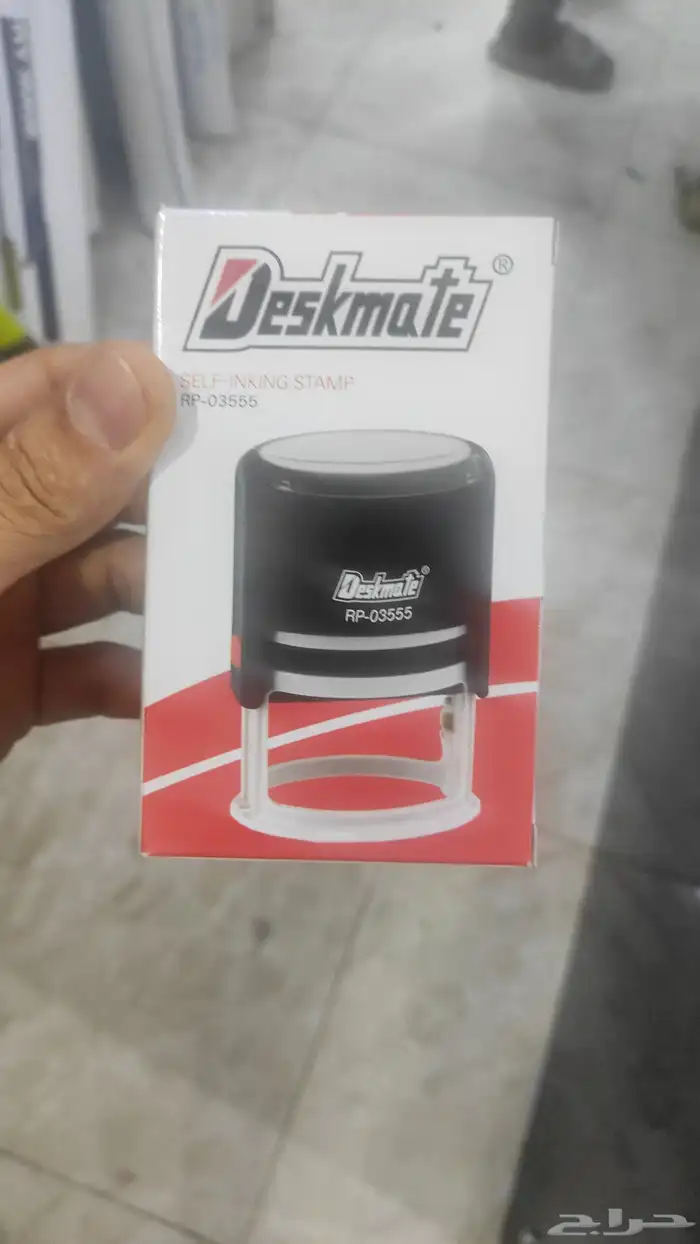 Deskmate®
SELF-INKING STAMP
RP-03555
Deskmate®
RP-03555
حراج